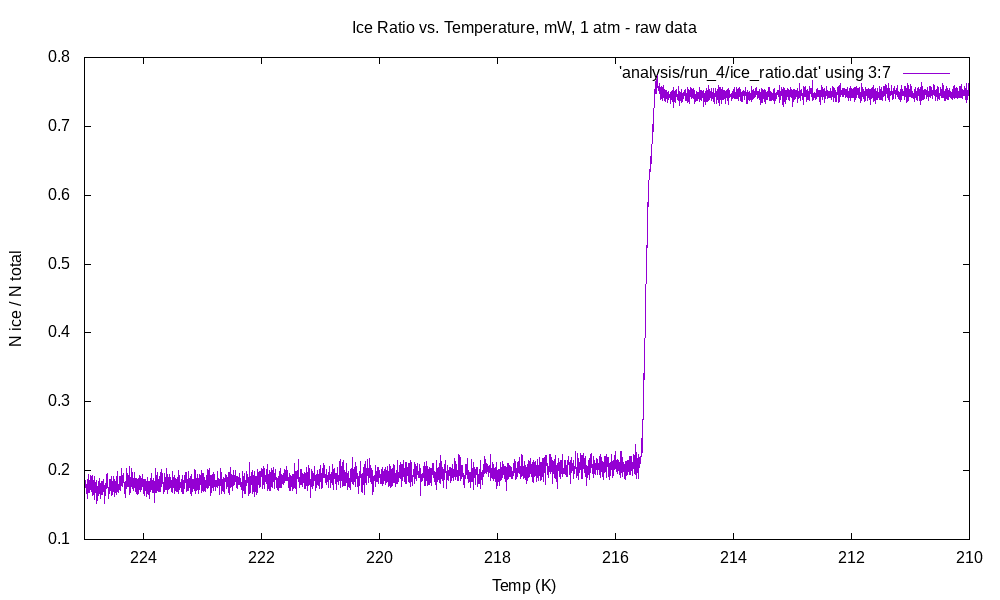 Ice Ratio vs. Temperature, mW, 1 atm - raw data
'analysis/run_4/ice_ratio.dat' using 3:7
0.8
0.7
0.6
0.5
0.4
0.3
0.2
0.1
N ice / N total
224 222 220 218 216 214 212 210
Temp (K)